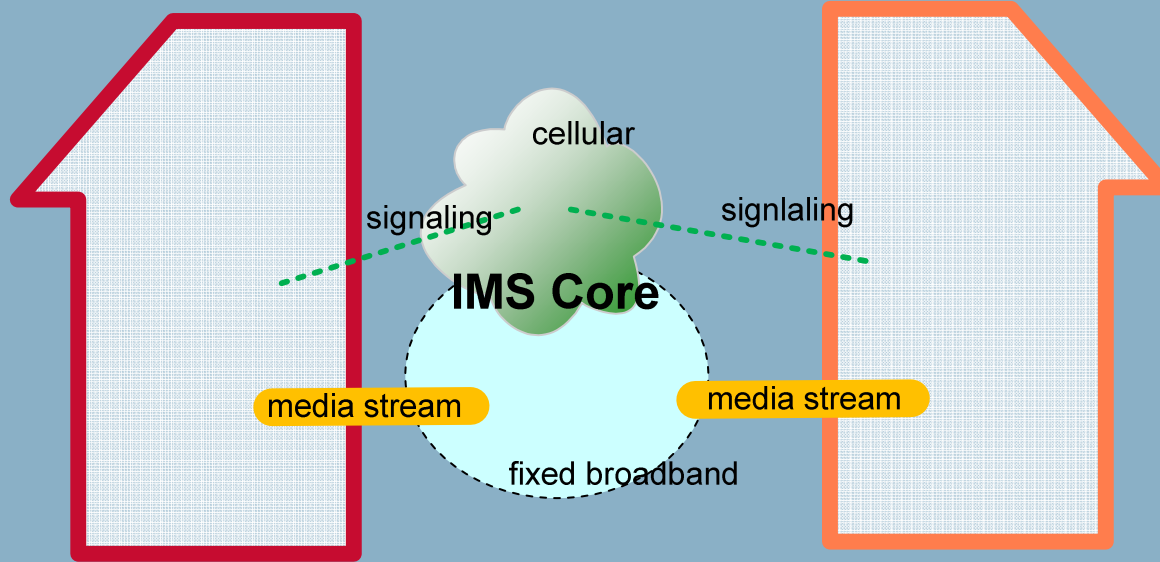 cellular
signaling
signlaling
IMS Core
media stream
media stream
fixed broadband